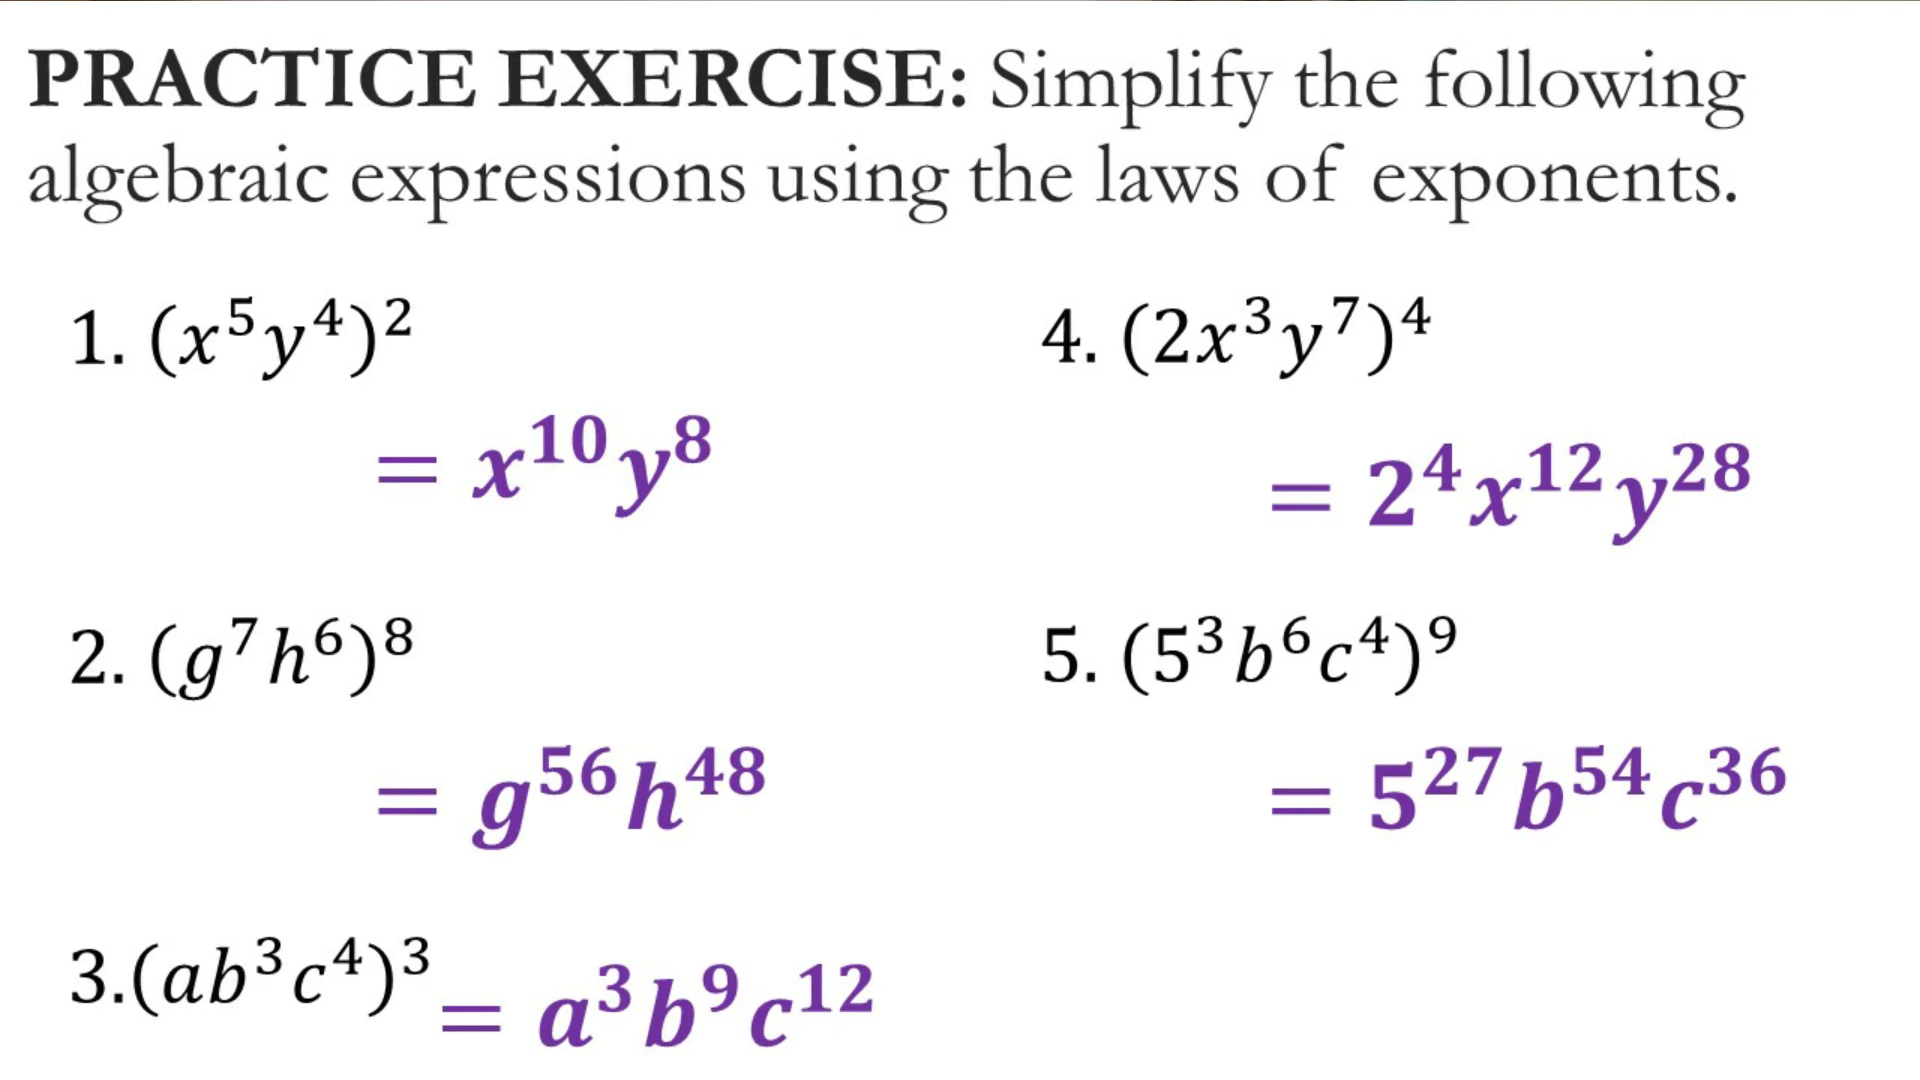 PRACTICE EXERCISE: Simplify the following
algebraic expressions using the laws of exponents.
1. (x⁵y⁴)²
= x¹⁰y⁸
2. (g⁷h⁶)⁸
= g⁵⁶h⁴⁸
3.(ab³c⁴)³ = a³b⁹c¹²
4. (2x³y⁷)⁴
= 2⁴x¹²y²⁸
5. (5³b⁶c⁴)⁹
= 5²⁷b⁵⁴c³⁶